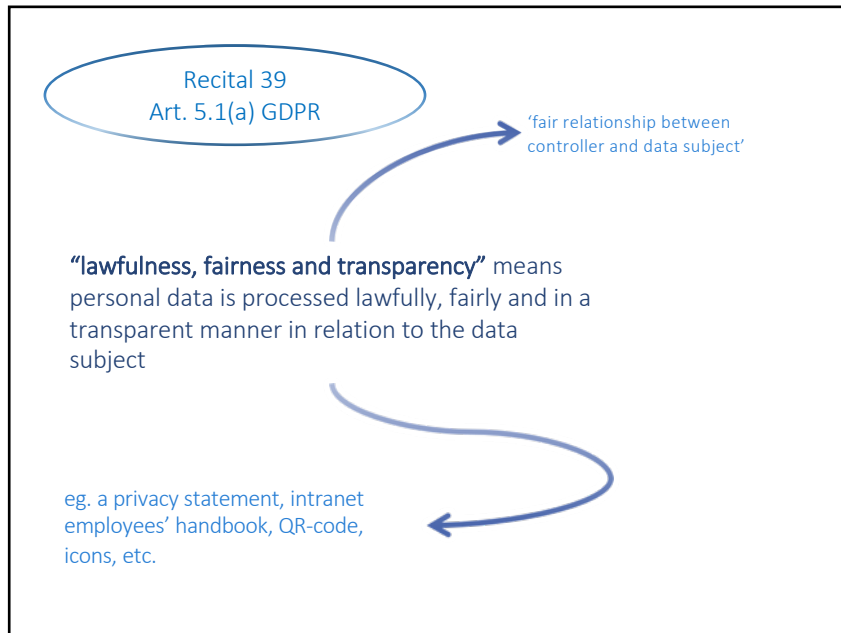 Recital 39
Art. 5.1(a) GDPR
‘fair relationship between
controller and data subject’
“lawfulness, fairness and transparency” means
personal data is processed lawfully, fairly and in a
transparent manner in relation to the data
subject
eg. a privacy statement, intranet
employees’ handbook, QR-code,
icons, etc.